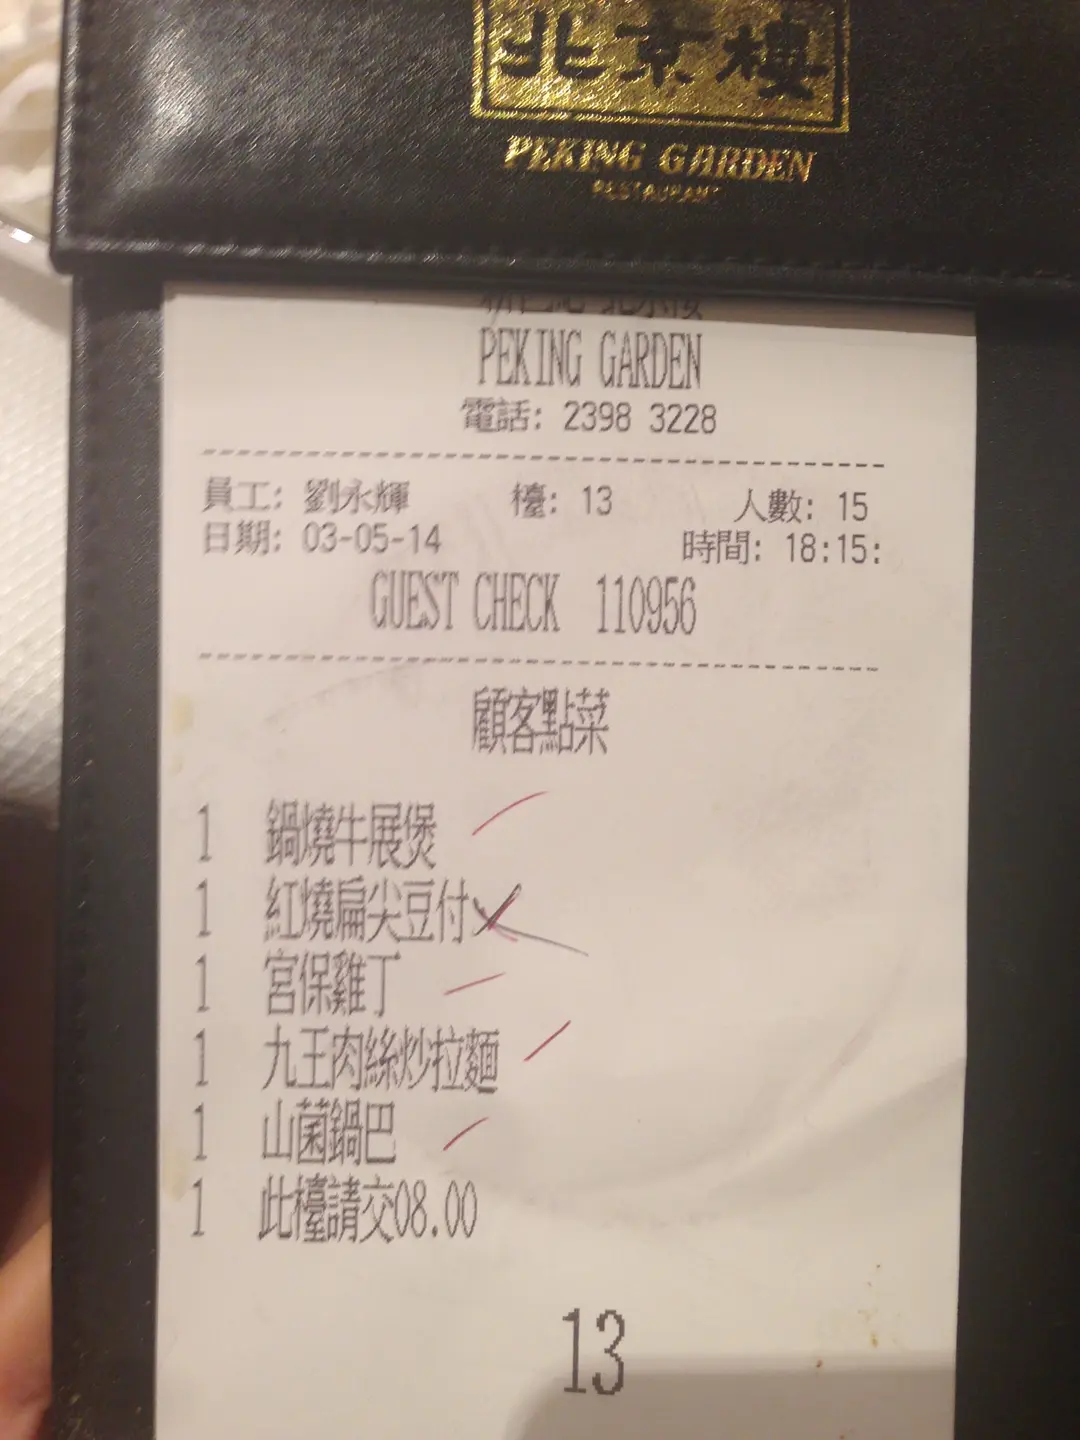 北京樓
PEKING GARDEN
RESTAURANT
PEKING GARDEN
電話: 2398 3228
員工: 劉永輝 檯: 13 人數: 15
日期: 03-05-14 時間: 18:15:
GUEST CHECK 110956
顧客點菜
1 鍋燒牛展煲
1 紅燒扁尖豆付
1 宮保雞丁
1 九王肉絲炒拉麵
1 山菌鍋巴
1 此檯請交08.00
13